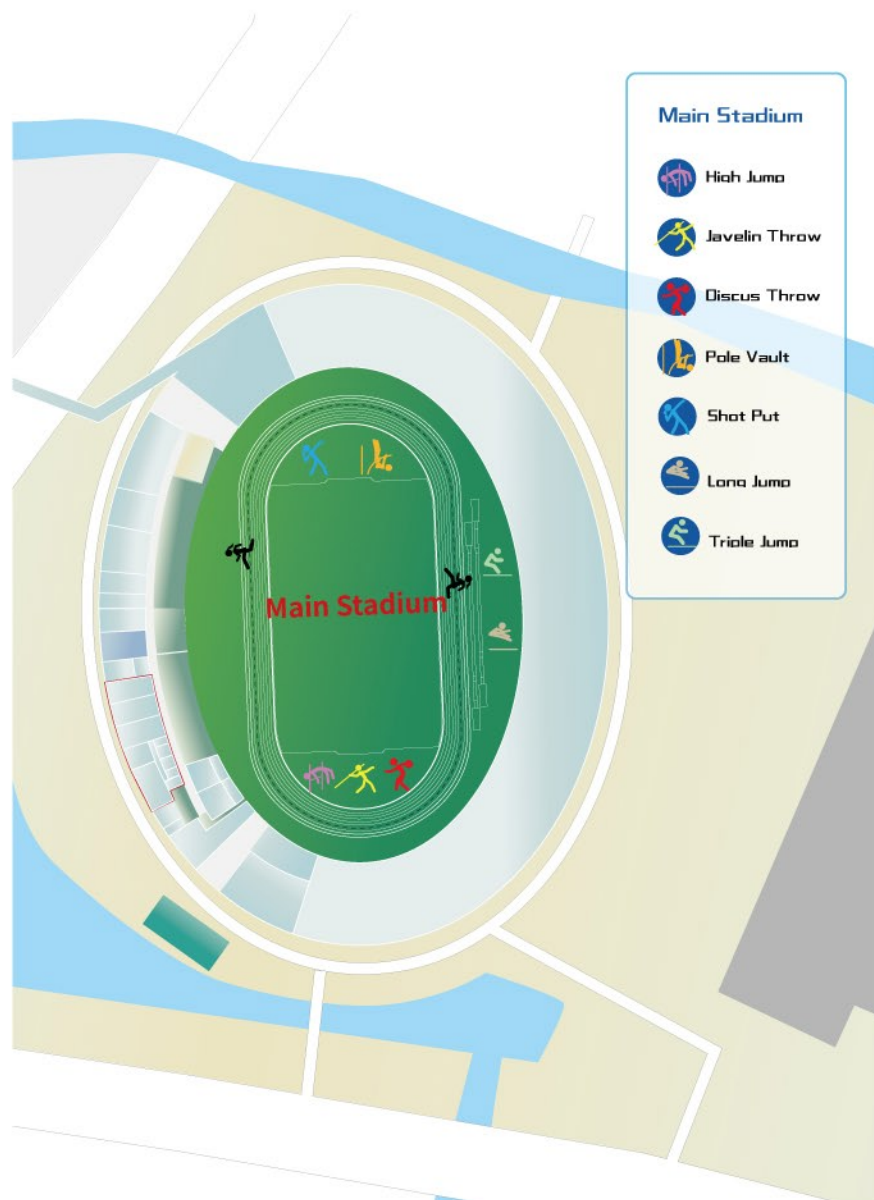 Main Stadium
High Jump
Javelin Throw
Discus Throw
Pole Vault
Shot Put
Long Jump
Triple Jump
Main Stadium